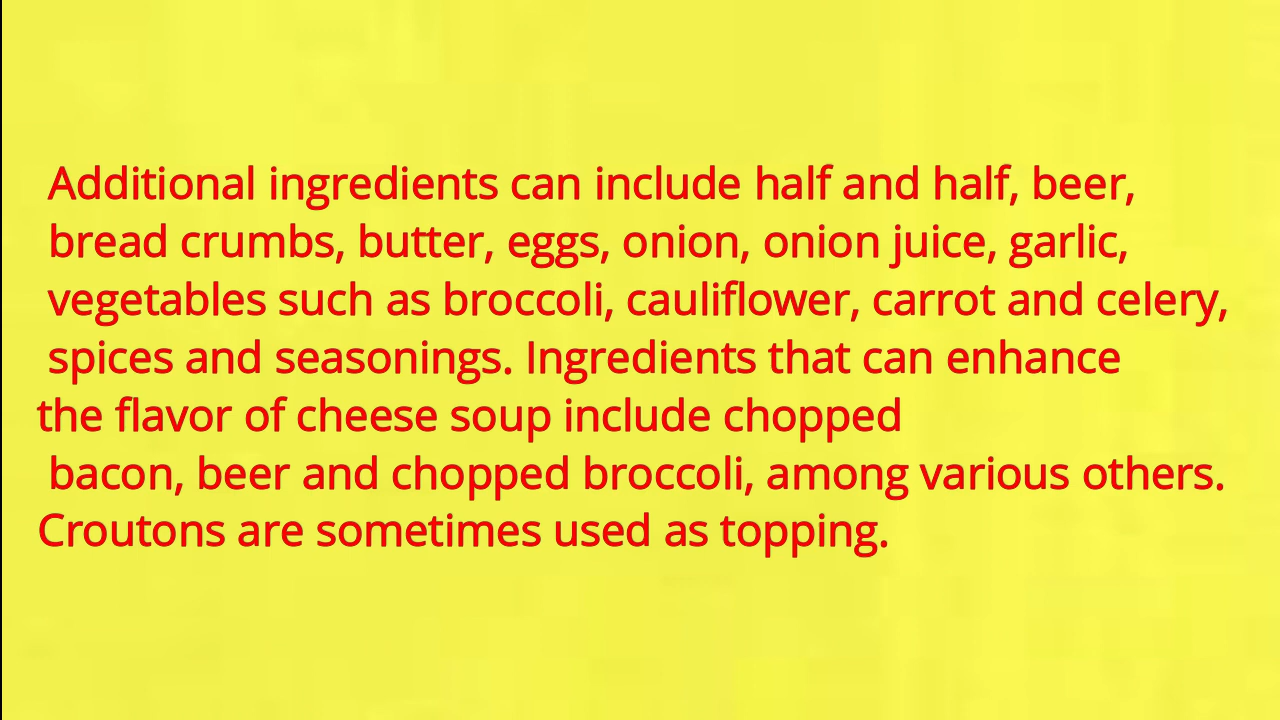 Additional ingredients can include half and half, beer,
bread crumbs, butter, eggs, onion, onion juice, garlic,
vegetables such as broccoli, cauliflower, carrot and celery,
spices and seasonings. Ingredients that can enhance
the flavor of cheese soup include chopped
bacon, beer and chopped broccoli, among various others.
Croutons are sometimes used as topping.